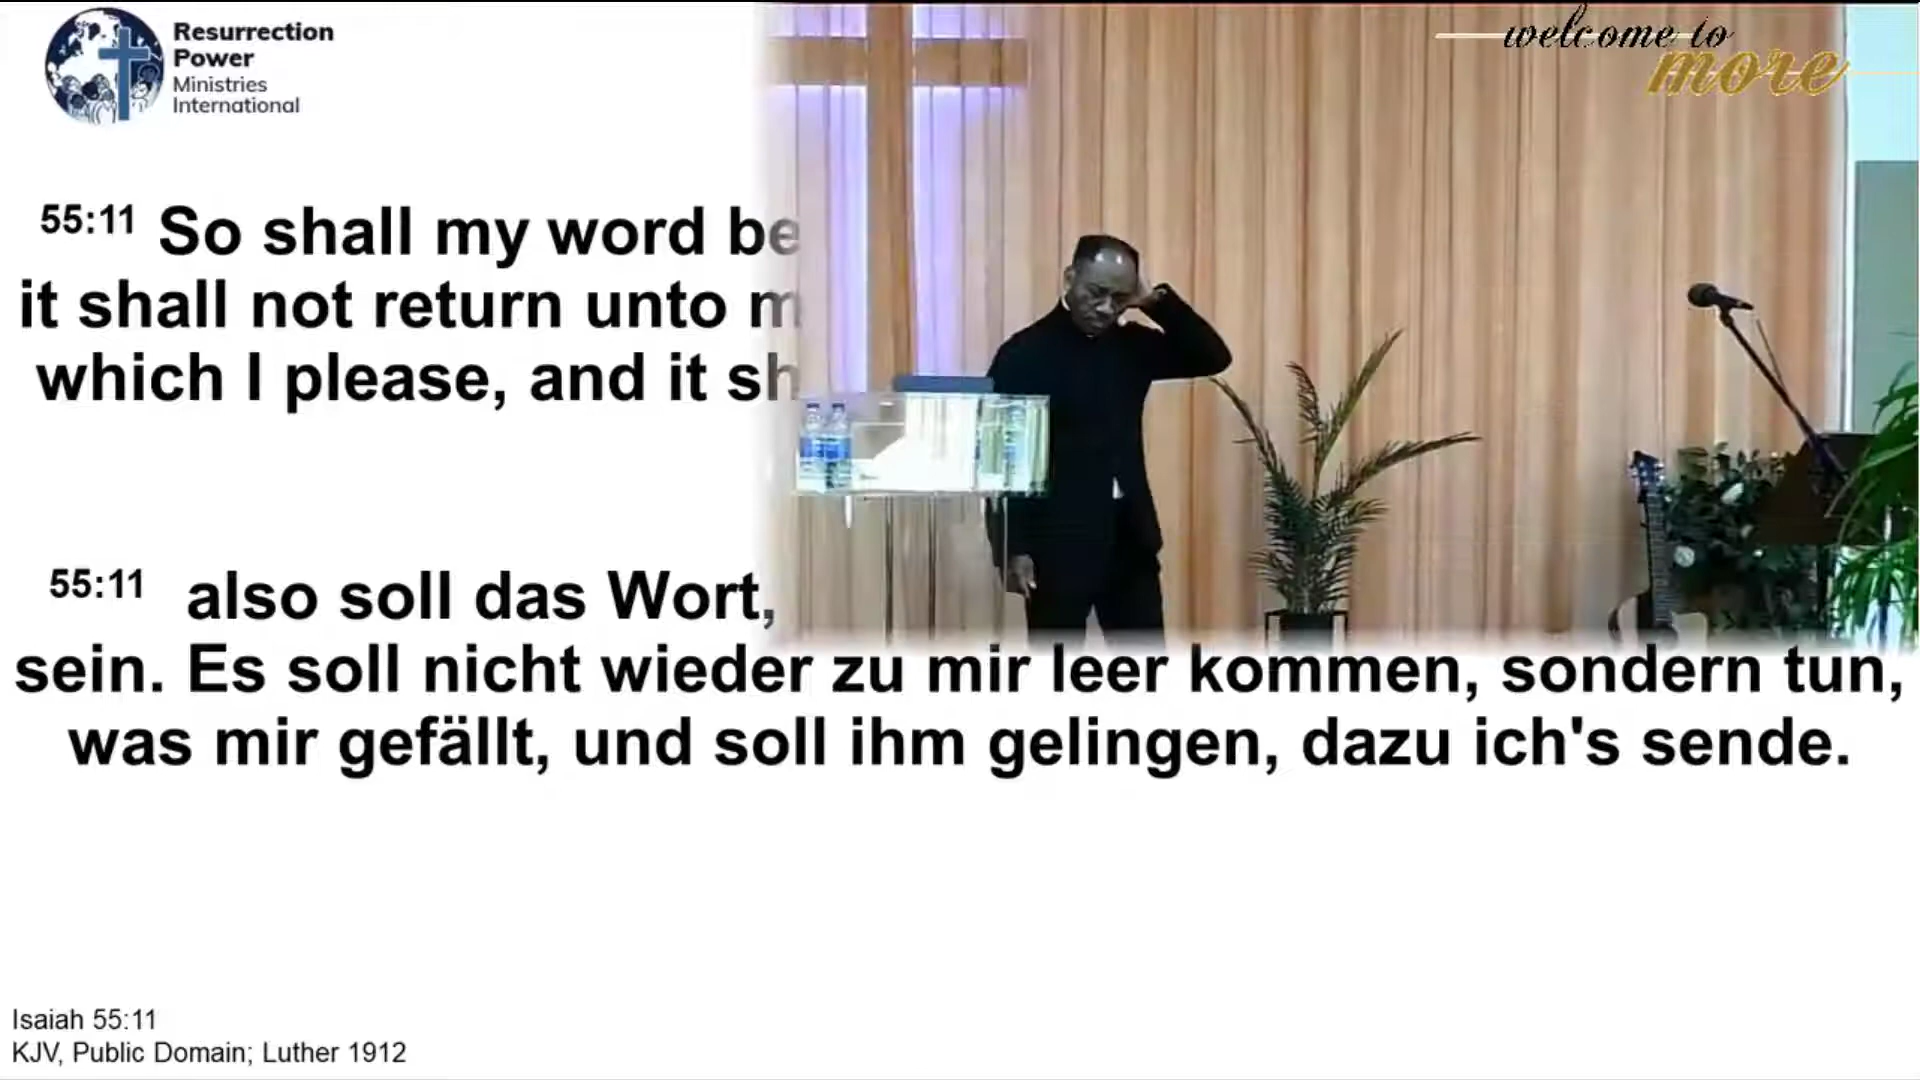 Resurrection
Power
Ministries
International
welcome to
more
55:11 So shall my word be
it shall not return unto
which I please, and it
55:11 also soll das Wort,
sein. Es soll nicht wieder zu mir leer kommen, sondern tun,
was mir gefällt, und soll ihm gelingen, dazu ich's sende.
Isaiah 55:11
KJV, Public Domain; Luther 1912